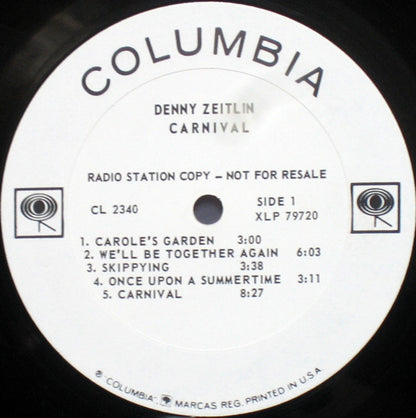 COLUMBIA
DENNY ZEITLIN
CARNIVAL
RADIO STATION COPY – NOT FOR RESALE
CL 2340
SIDE 1
XLP 79720
1. CAROLE'S GARDEN 3:00
2. WE'LL BE TOGETHER AGAIN 6:03
3. SKIPPYING 3:38
4. ONCE UPON A SUMMERTIME 3:11
5. CARNIVAL 8:27
® "COLUMBIA", MARCAS REG. PRINTED IN U.S.A.